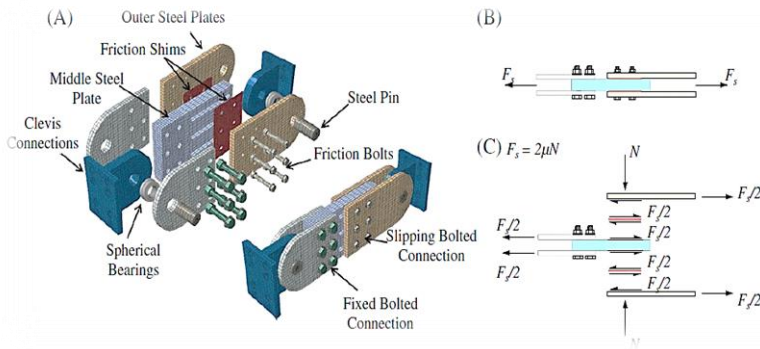 (A)
Outer Steel Plates
Friction Shims
Middle Steel
Plate
Clevis
Connections
Steel Pin
Friction Bolts
Spherical
Bearings
Slipping Bolted
Connection
Fixed Bolted
Connection
(B)
Fs
Fs
(C)
Fs = 2μN
N
Fs/2
Fs/2
Fs/2
Fs/2
Fs/2
Fs/2
Fs/2
Fs/2
N